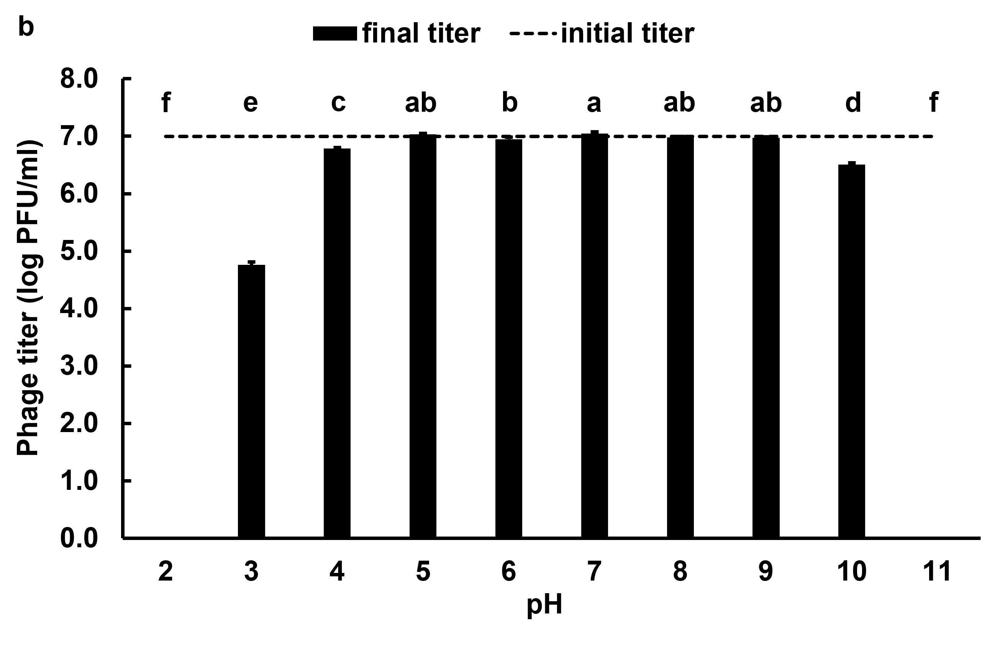 b
final titer initial titer
8.0
f e c ab b a ab ab d f
7.0
6.0
5.0
4.0
3.0
2.0
1.0
0.0
Phage titer (log PFU/ml)
2 3 4 5 6 7 8 9 10 11
pH